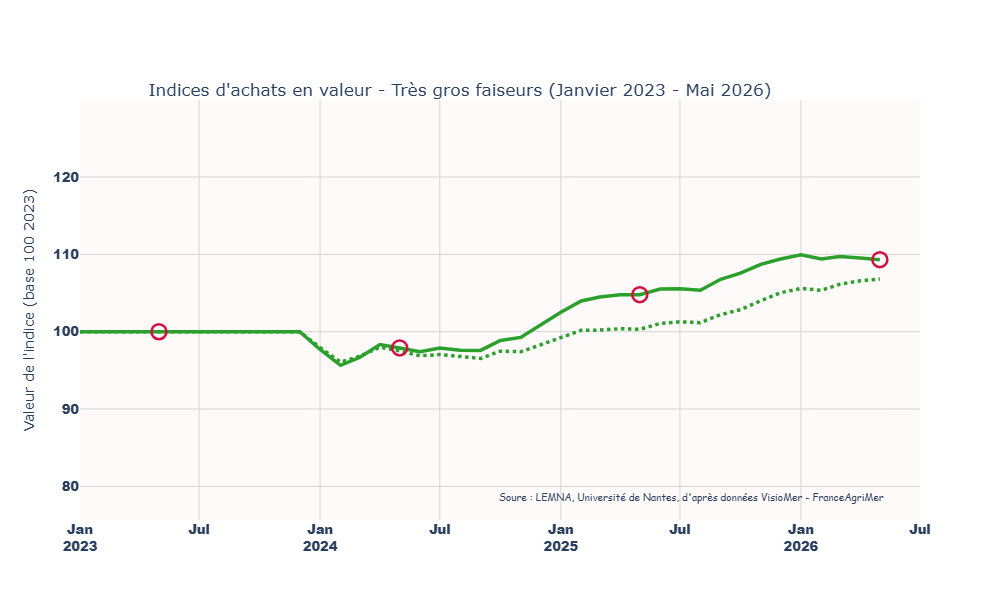 Indices d'achats en valeur - Très gros faiseurs (Janvier 2023 - Mai 2026)
Valeur de l'indice (base 100 2023)
120
110
100
90
80
Soure : LEMNA, Université de Nantes, d'après données VisioMer - FranceAgriMer
Jan Jul Jan Jul Jan Jul Jan Jul
2023 2024 2025 2026